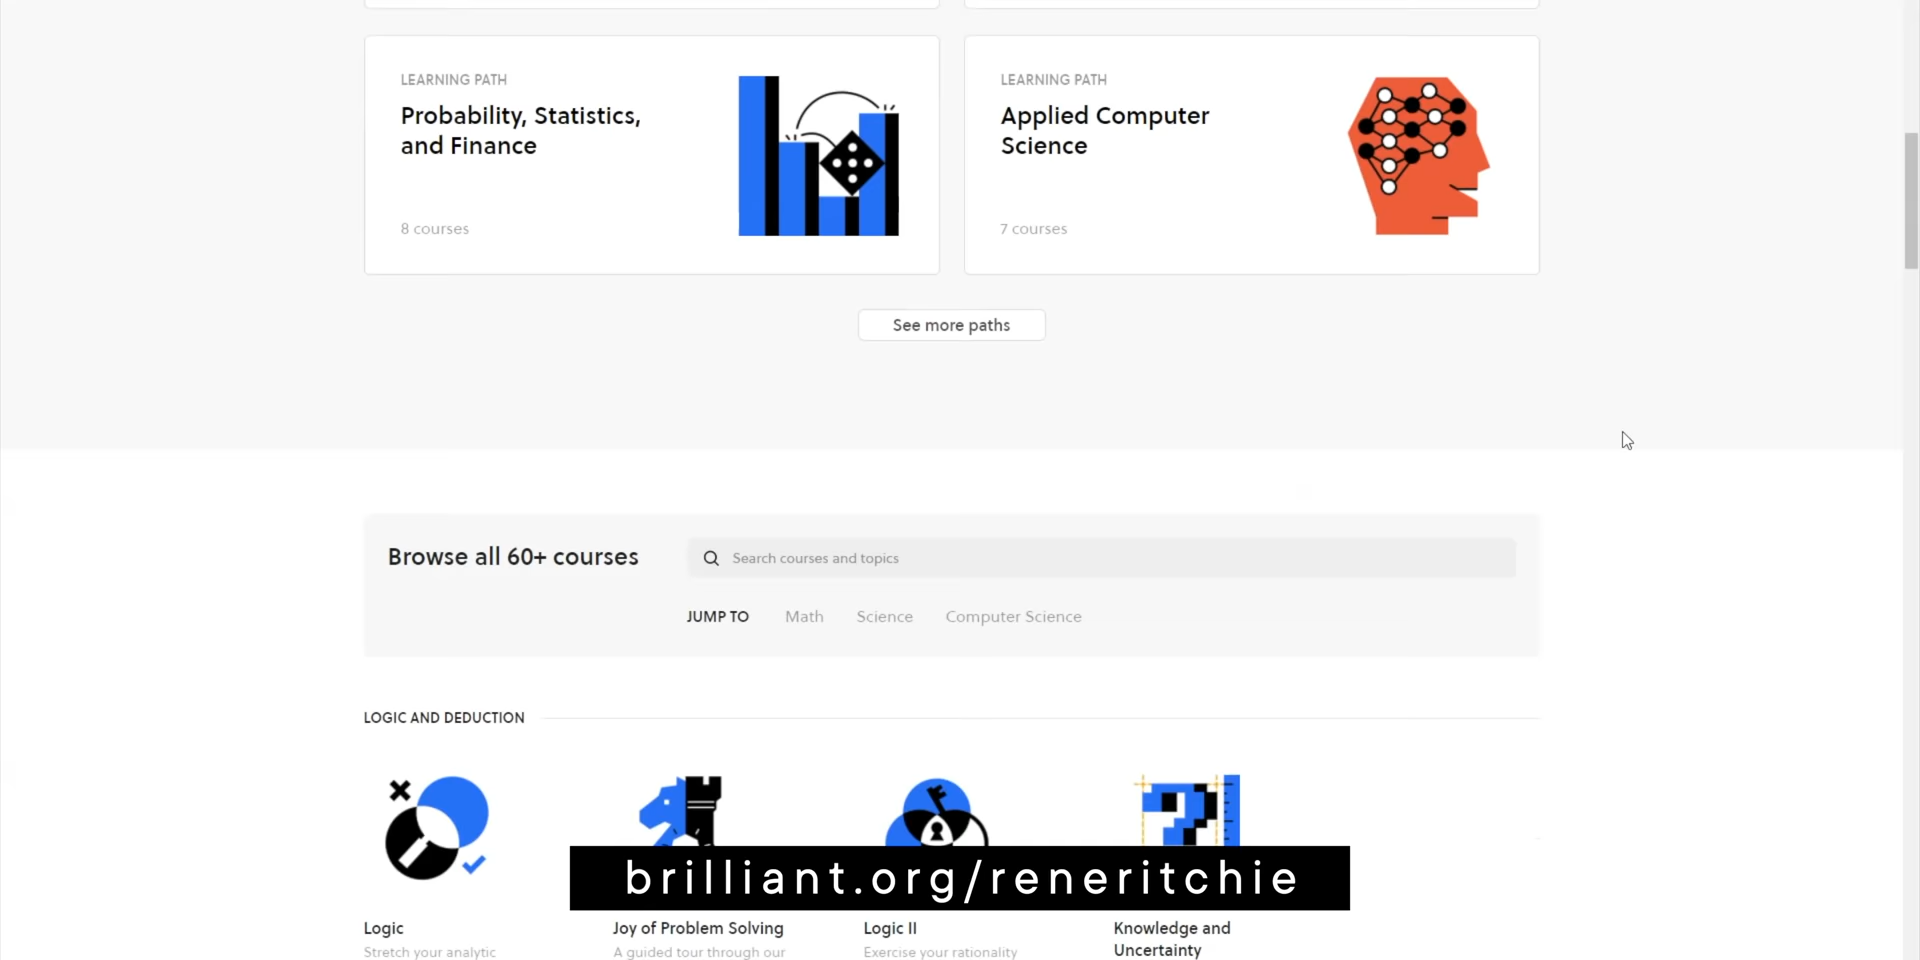 LEARNING PATH
Probability, Statistics,
and Finance
8 courses
LEARNING PATH
Applied Computer
Science
7 courses
See more paths
Browse all 60+ courses
Search courses and topics
JUMP TO Math Science Computer Science
LOGIC AND DEDUCTION
brilliant.org/reneritchie
Logic
Stretch your analytic
Joy of Problem Solving
A guided tour through our
Logic II
Exercise your rationality
Knowledge and
Uncertainty